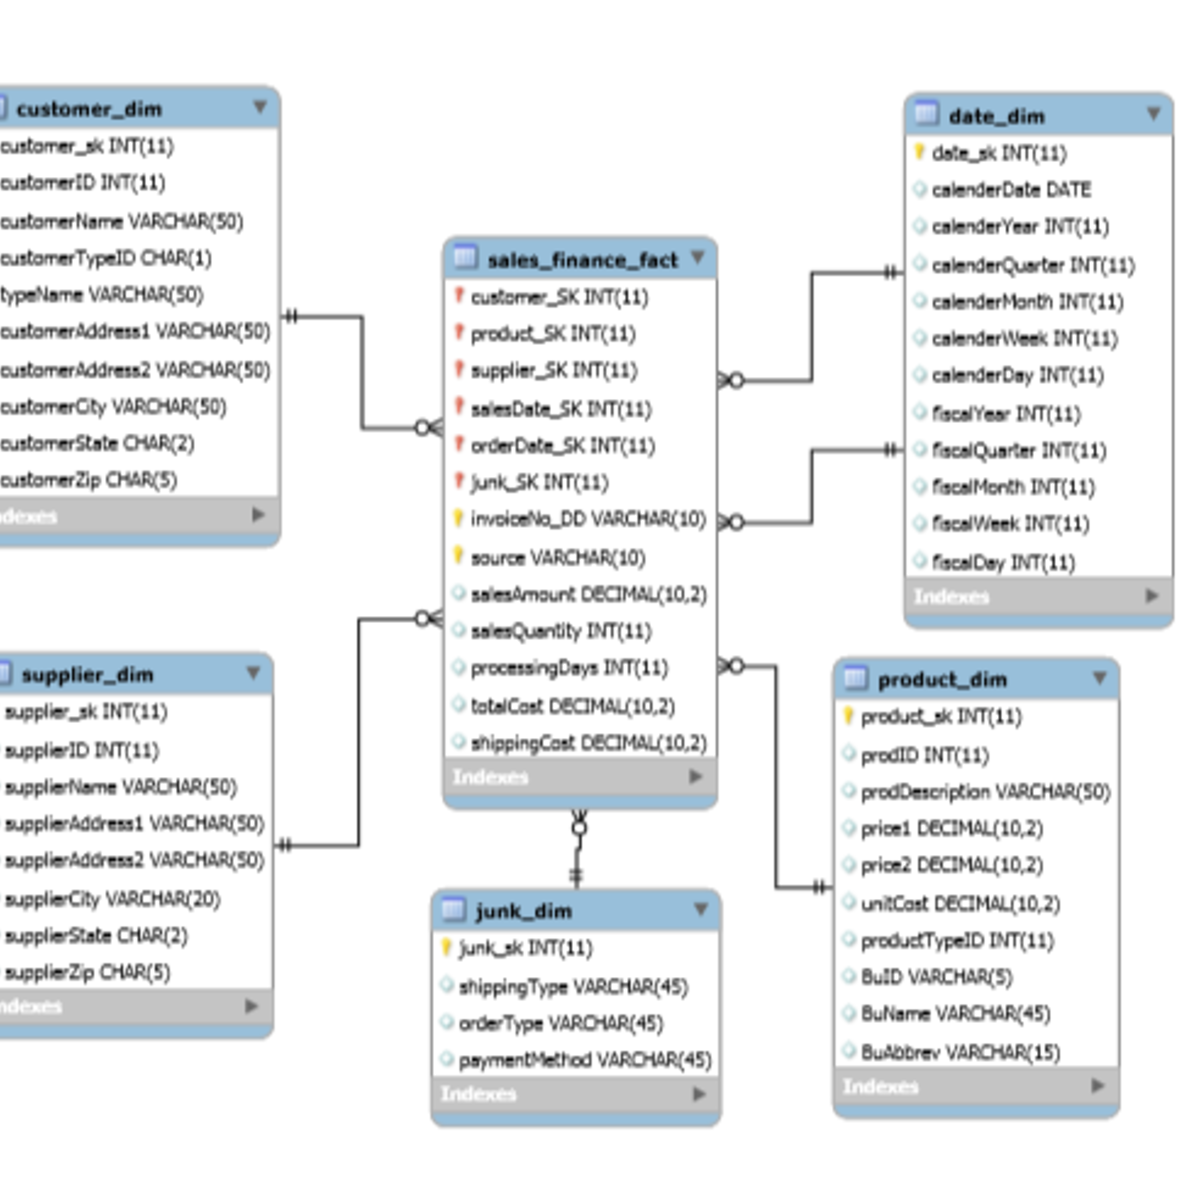 customer_dim
customer_sk INT(11)
customerID INT(11)
customerName VARCHAR(50)
customerTypeID CHAR(1)
typeName VARCHAR(50)
customerAddress1 VARCHAR(50)
customerAddress2 VARCHAR(50)
customerCity VARCHAR(50)
customerState CHAR(2)
customerZip CHAR(5)
ndexes
supplier_dim
supplier_sk INT(11)
supplierID INT(11)
supplierName VARCHAR(50)
supplierAddress1 VARCHAR(50)
supplierAddress2 VARCHAR(50)
supplierCity VARCHAR(20)
supplierState CHAR(2)
supplierZip CHAR(5)
ndexes
sales_finance_fact
customer_SK INT(11)
product_SK INT(11)
supplier_SK INT(11)
salesDate_SK INT(11)
orderDate_SK INT(11)
junk_SK INT(11)
invoiceNo_DD VARCHAR(10)
source VARCHAR(10)
salesAmount DECIMAL(10,2)
salesQuantity INT(11)
processingDays INT(11)
totalCost DECIMAL(10,2)
shippingCost DECIMAL(10,2)
Indexes
junk_dim
junk_sk INT(11)
shippingType VARCHAR(45)
orderType VARCHAR(45)
paymentMethod VARCHAR(45)
Indexes
date_dim
date_sk INT(11)
calenderDate DATE
calenderYear INT(11)
calenderQuarter INT(11)
calenderMonth INT(11)
calenderWeek INT(11)
calenderDay INT(11)
fiscalYear INT(11)
fiscalQuarter INT(11)
fiscalMonth INT(11)
fiscalWeek INT(11)
fiscalDay INT(11)
Indexes
product_dim
product_sk INT(11)
prodID INT(11)
prodDescription VARCHAR(50)
price1 DECIMAL(10,2)
price2 DECIMAL(10,2)
unitCost DECIMAL(10,2)
productTypeID INT(11)
BuID VARCHAR(5)
BuName VARCHAR(45)
BuAbbrev VARCHAR(15)
Indexes